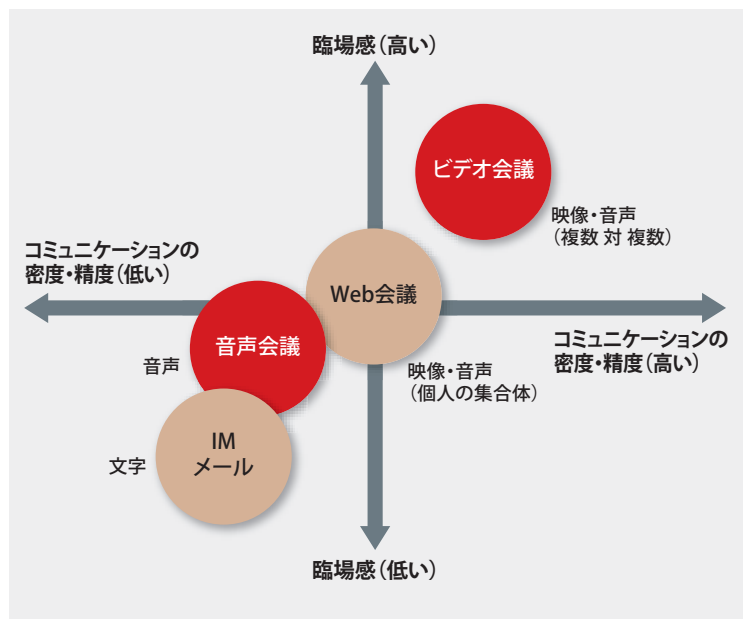 臨場感(高い)
ビデオ会議
映像・音声
(複数 対 複数)
コミュニケーションの
密度・精度(低い)
Web会議
音声会議
コミュニケーションの
密度・精度(高い)
音声
映像・音声
(個人の集合体)
IM
メール
文字
臨場感(低い)